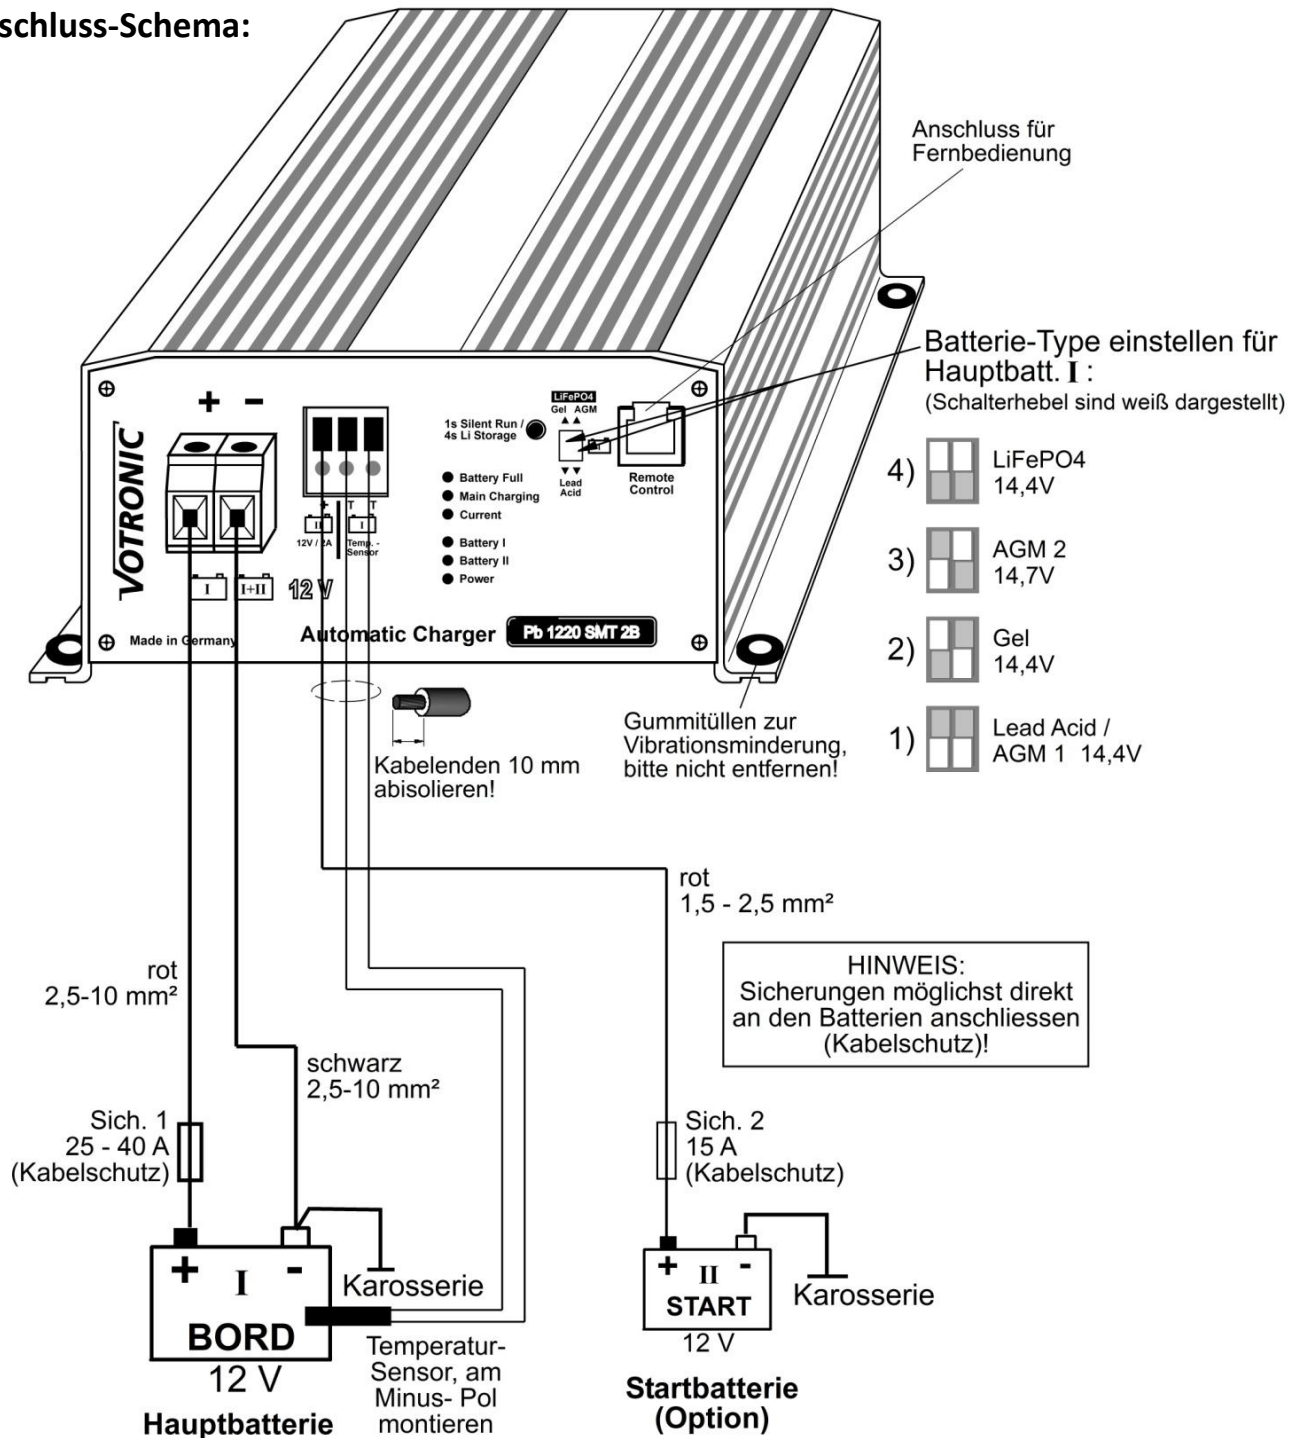 schluss-Schema:
Anschluss für
Fernbedienung
Batterie-Type einstellen für
Hauptbatt. I :
(Schalterhebel sind weiß dargestellt)
4)
LiFePO4
14,4V
3)
AGM 2
14,7V
2)
Gel
14,4V
1)
Lead Acid /
AGM 1 14,4V
+ −
VOTRONIC
LiFePO4
Gel AGM
1s Silent Run /
4s Li Storage
Lead
Acid
Remote
Control
Battery Full
Main Charging
Current
Battery I
Battery II
Power
+ T T
II
I
12V / 2A
Temp. -
Sensor
I
I+II
12 V
Made in Germany
Automatic Charger
Pb 1220 SMT 2B
Kabelenden 10 mm
abisolieren!
Gummitüllen zur
Vibrationsminderung,
bitte nicht entfernen!
rot
1,5 - 2,5 mm²
rot
2,5-10 mm²
HINWEIS:
Sicherungen möglichst direkt
an den Batterien anschliessen
(Kabelschutz)!
schwarz
2,5-10 mm²
Sich. 1
25 - 40 A
(Kabelschutz)
Sich. 2
15 A
(Kabelschutz)
+ I -
BORD
12 V
Hauptbatterie
Karosserie
Temperatur-
Sensor, am
Minus- Pol
montieren
+ II -
START
12 V
Karosserie
Startbatterie
(Option)